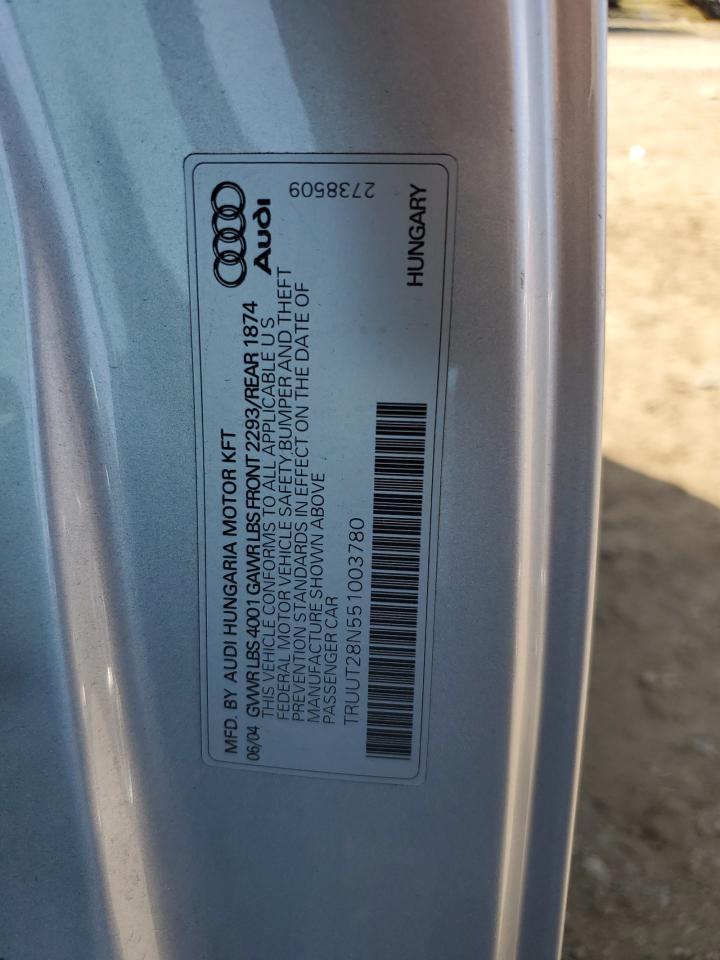 MFD. BY AUDI HUNGARIA MOTOR KFT
06/04 GVWR LBS 4001 GAWR LBS FRONT 2293/REAR 1874
THIS VEHICLE CONFORMS TO ALL APPLICABLE U S
FEDERAL MOTOR VEHICLE SAFETY, BUMPER AND THEFT
PREVENTION STANDARDS IN EFFECT ON THE DATE OF
MANUFACTURE SHOWN ABOVE
PASSENGER CAR
TRUUT28N551003780
Audi
2738509
HUNGARY